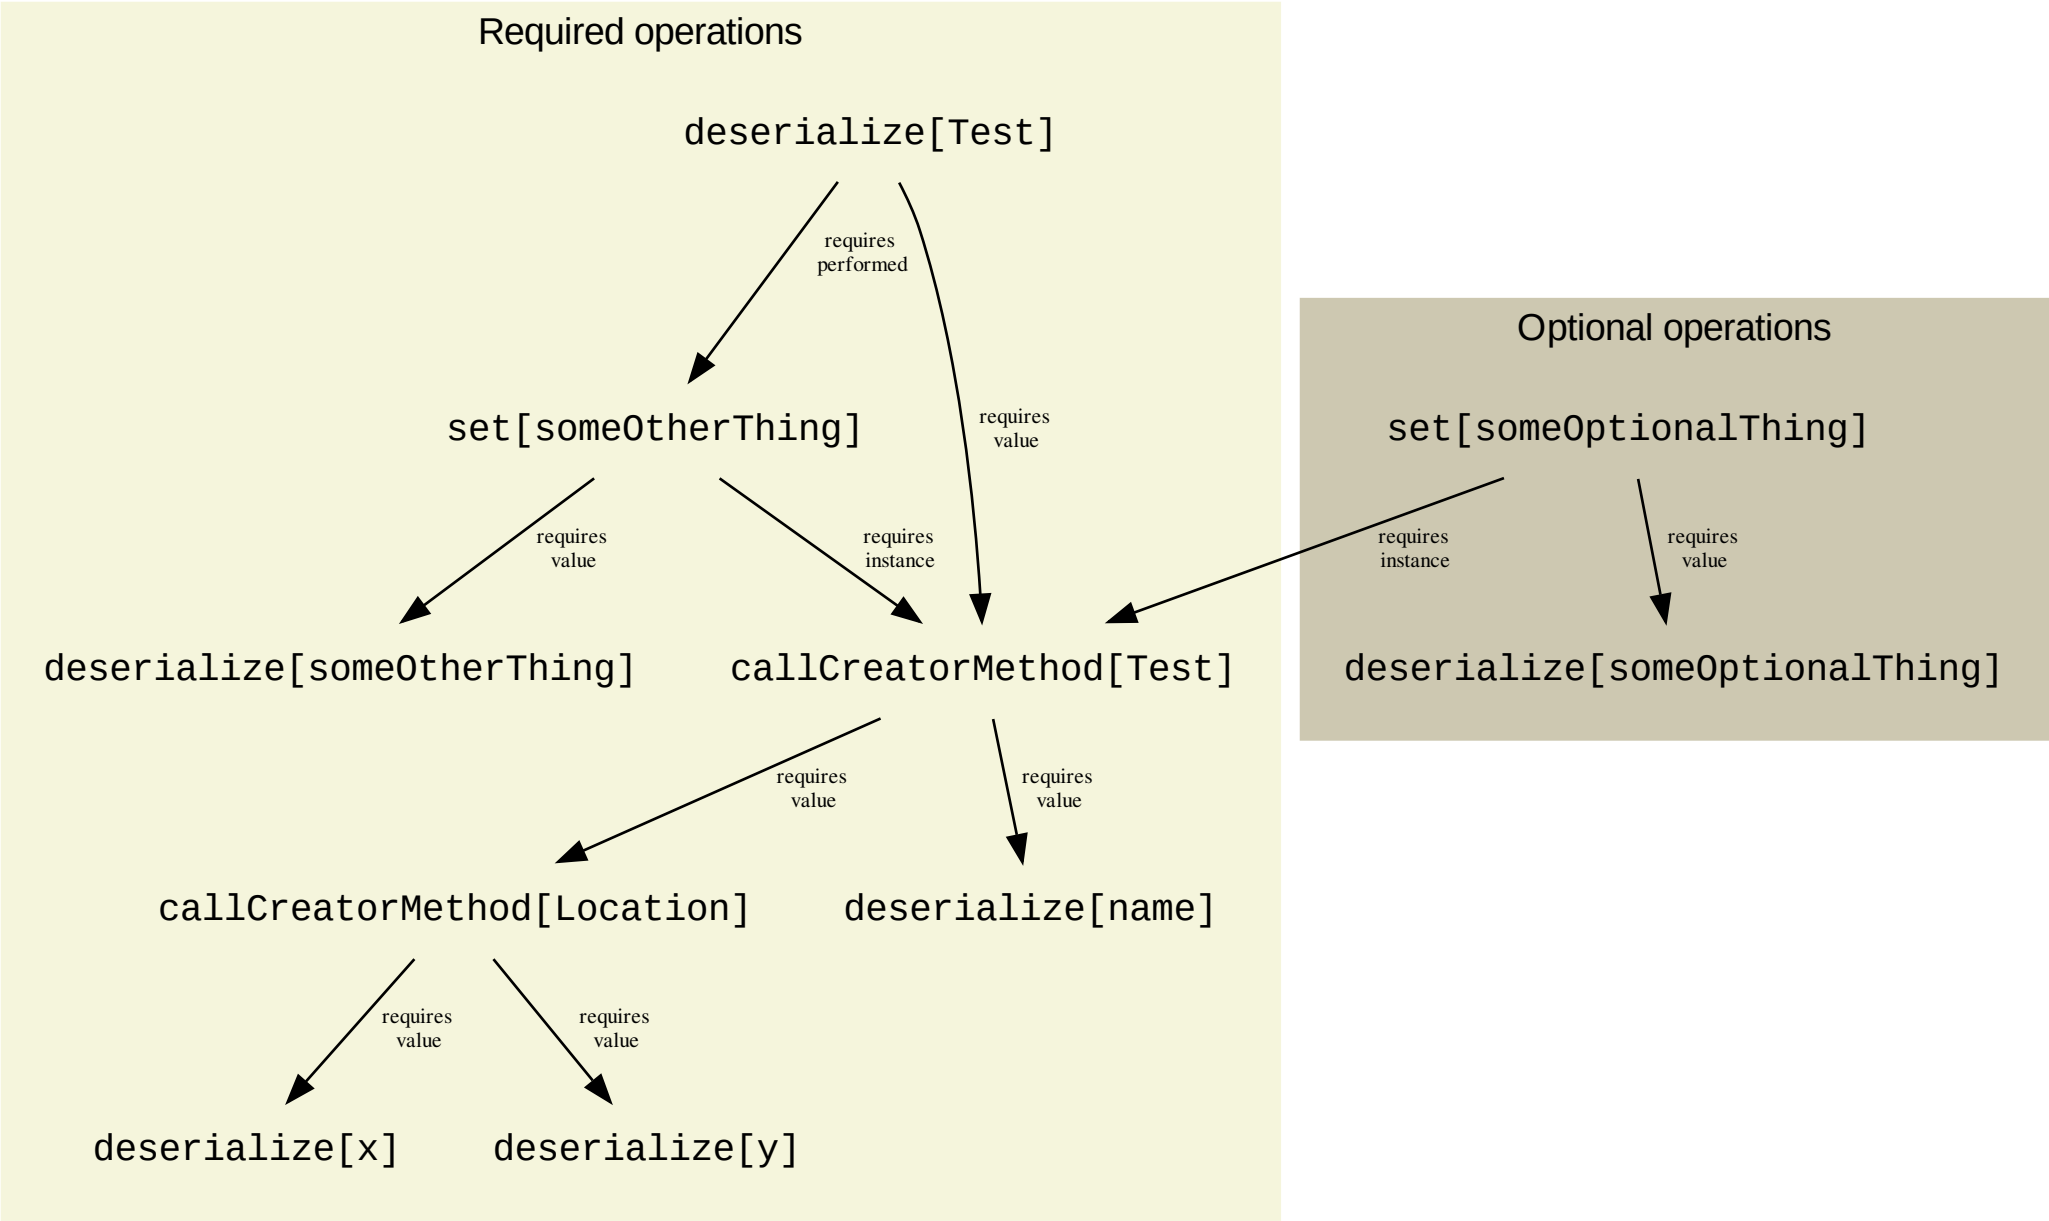 Required operations
deserialize[Test]
requires
performed
Optional operations
set[someOtherThing]
requires
value
set[someOptionalThing]
requires
value
requires
instance
requires
instance
requires
value
deserialize[someOtherThing]
callCreatorMethod[Test]
deserialize[someOptionalThing]
requires
value
requires
value
callCreatorMethod[Location]
deserialize[name]
requires
value
requires
value
deserialize[x]
deserialize[y]